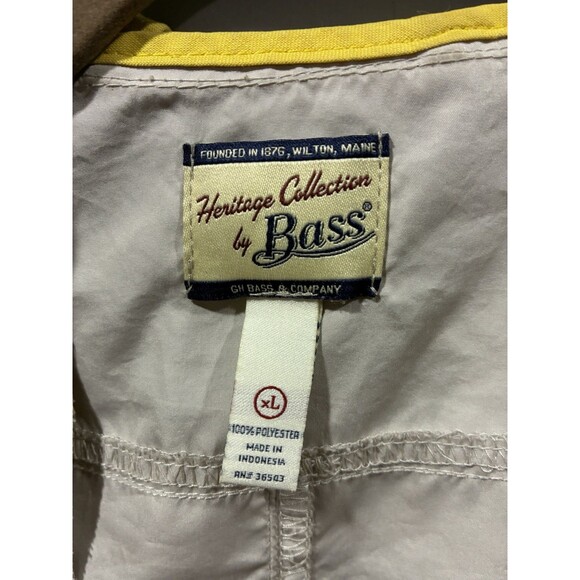 FOUNDED IN 1876, WILTON, MAINE
Heritage Collection
by Bass®
GH BASS & COMPANY
XL
100% POLYESTER
MADE IN
INDONESIA
RN# 36503